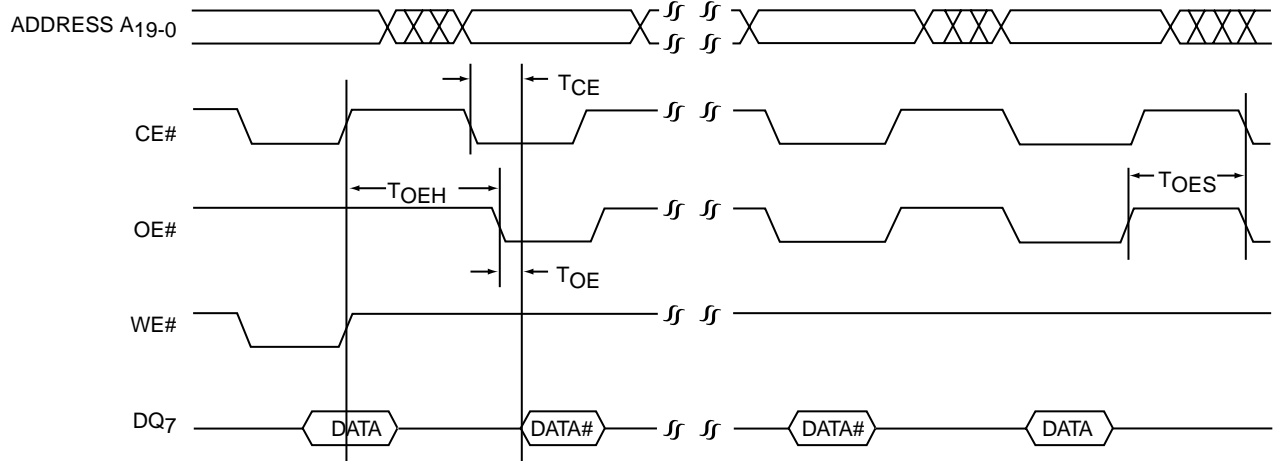 ADDRESS A19-0
TCE
CE#
TOEH
TOES
OE#
TOE
WE#
DQ7
DATA
DATA#
DATA#
DATA